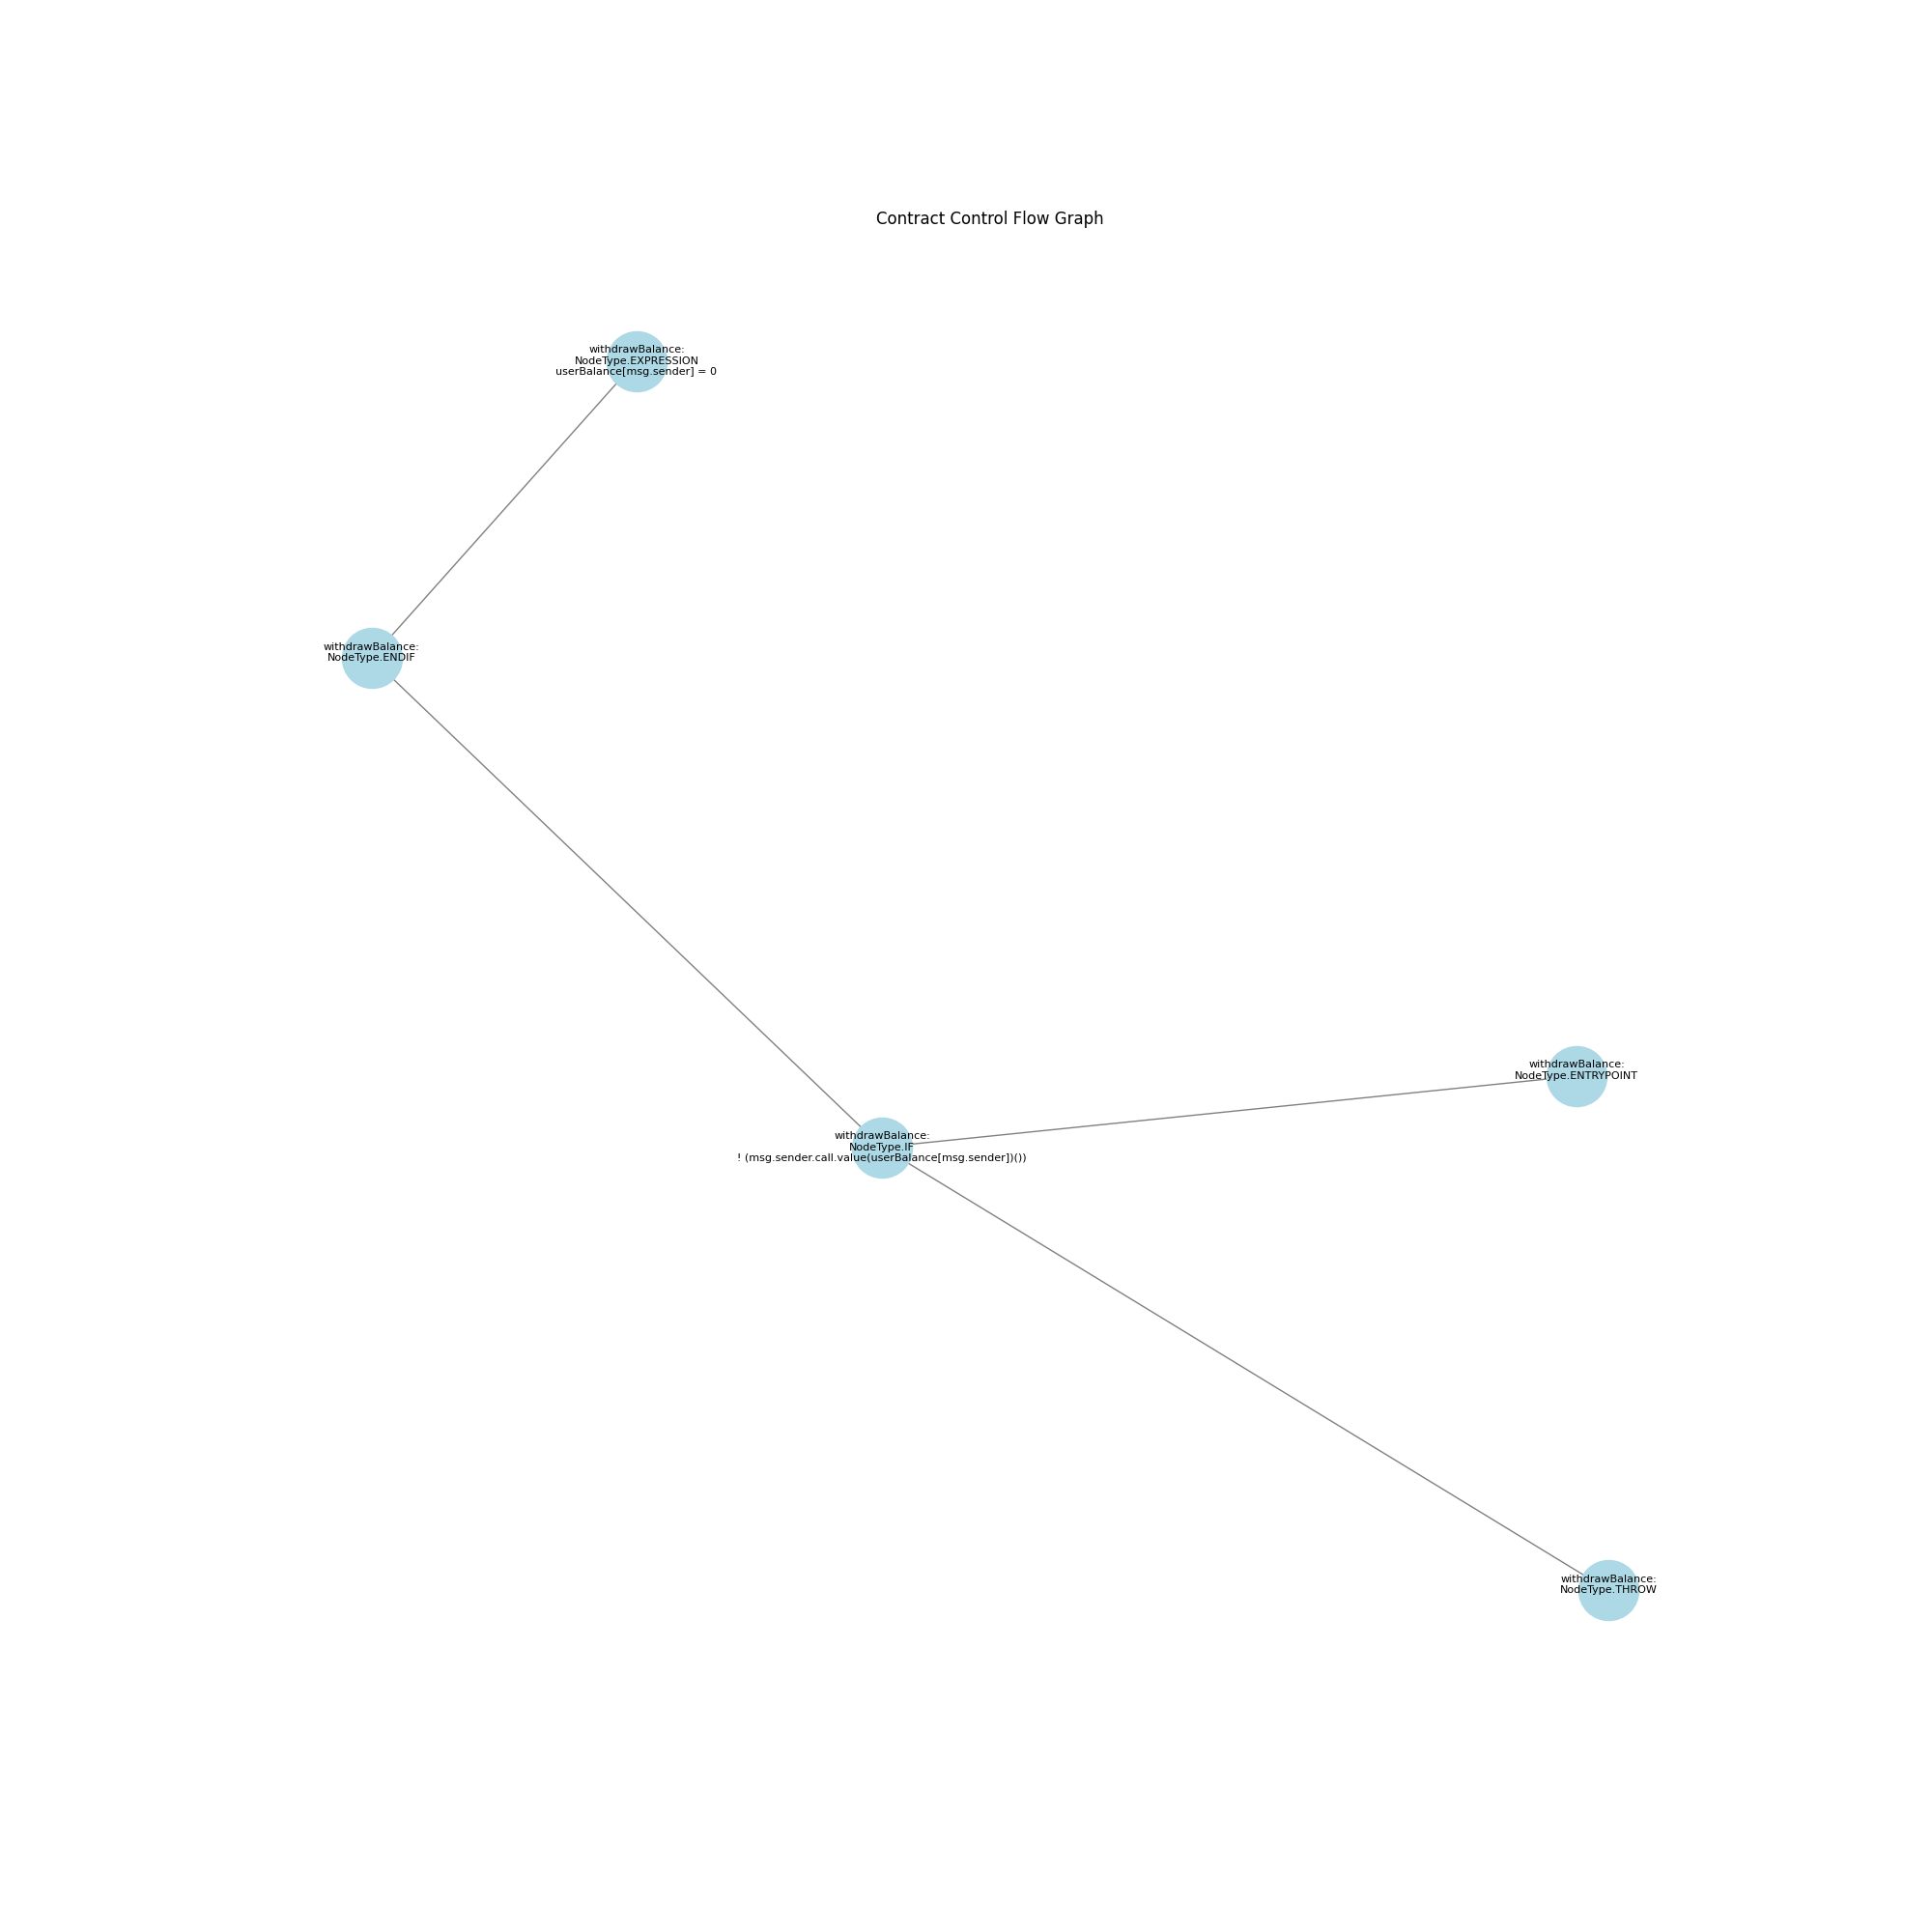 Contract Control Flow Graph
withdrawBalance:
NodeType.EXPRESSION
userBalance[msg.sender] = 0
withdrawBalance:
NodeType.ENDIF
withdrawBalance:
NodeType.ENTRYPOINT
withdrawBalance:
NodeType.IF
! (msg.sender.call.value(userBalance[msg.sender])())
withdrawBalance:
NodeType.THROW